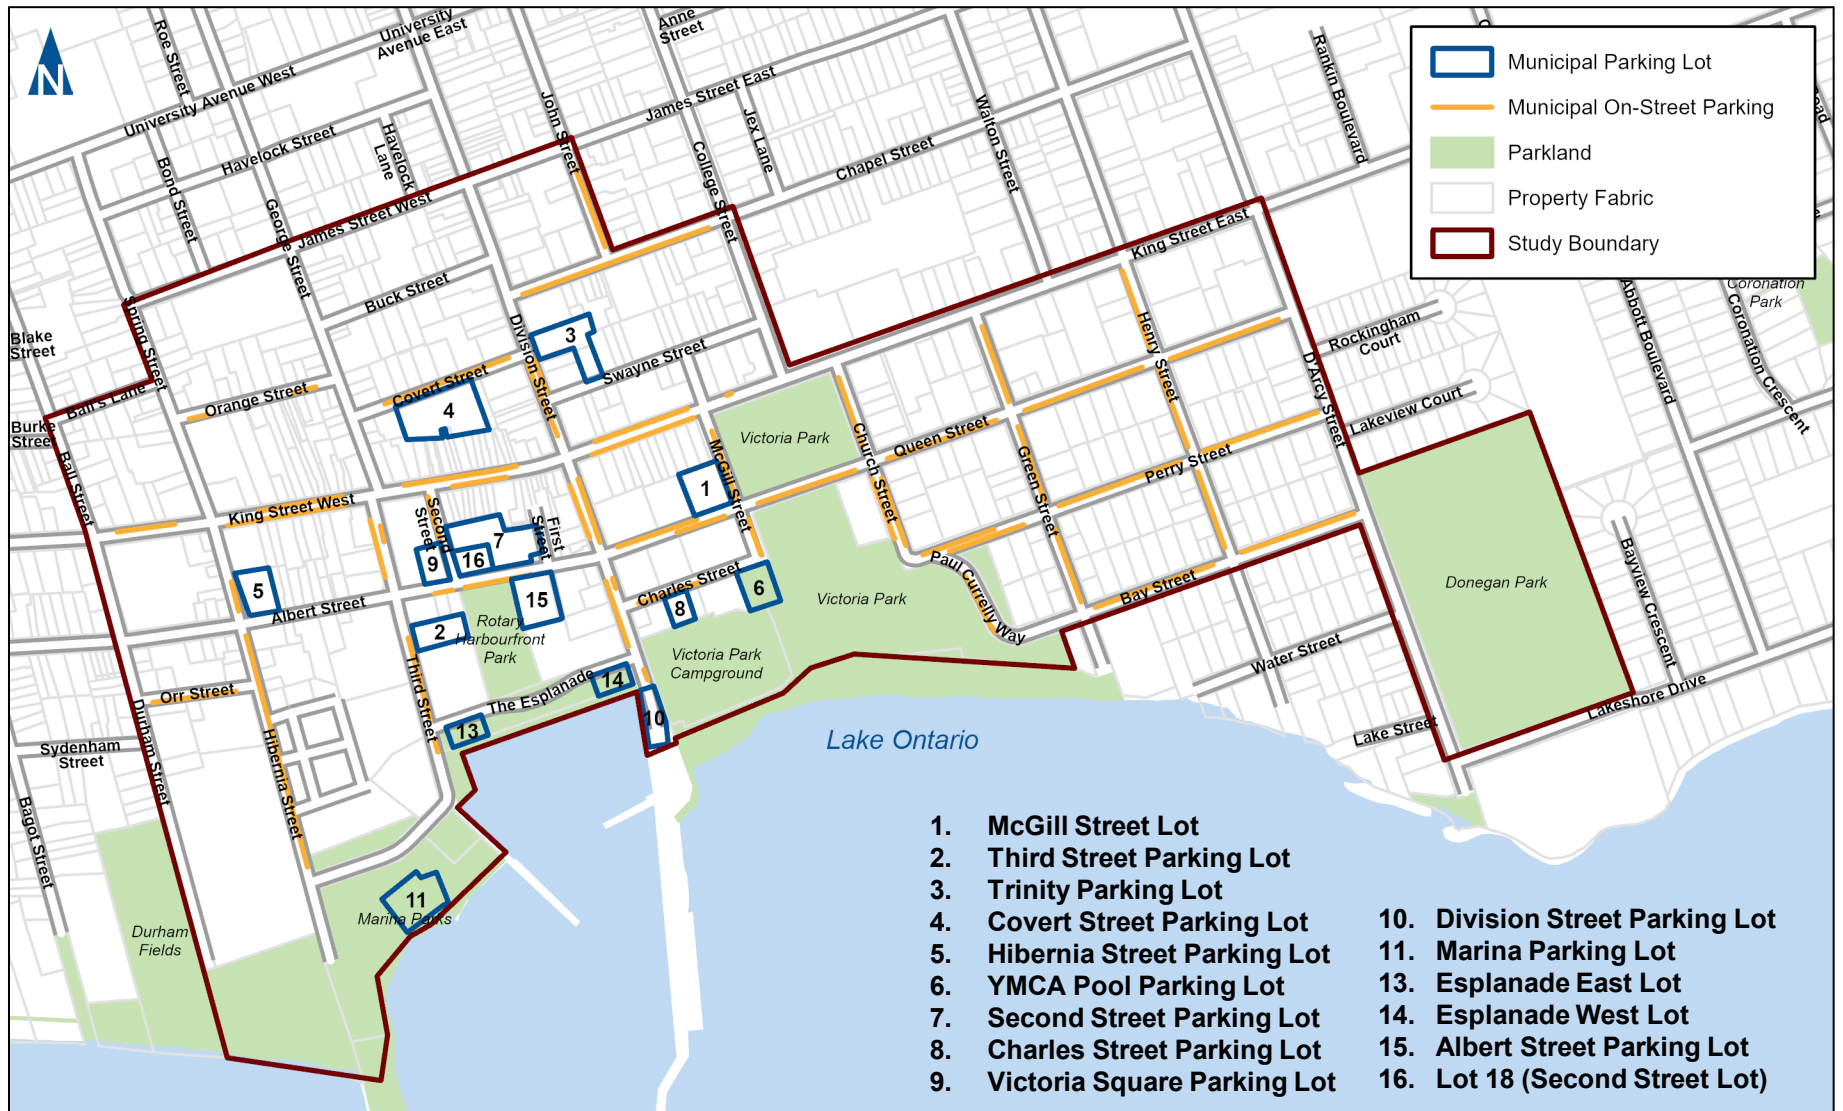 N
Municipal Parking Lot
Municipal On-Street Parking
Parkland
Property Fabric
Study Boundary
Roe Street
University
Avenue East
Anne
Street
University Avenue West
Rankin Boulevard
James Street East
John Street
Jex Lane
Walton Street
Havelock Street
Havelock
Lane
Bond Street
College Street
Chapel Street
George Street
James Street West
King Street East
Coronation
Park
Buck Street
Spring Street
Division Street
Henry Street
Rockingham
Court
Abbott Boulevard
Coronation Crescent
Blake
Street
3
Swayne Street
D'Arcy Street
Covert Street
Orange Street
Ball's Lane
4
Lakeview Court
Burke
Street
Victoria Park
Queen Street
Church Street
Ball Street
McGill Street
1
Green Street
Perry Street
King Street West
Second
Street
First
Street
7
16
9
Paul Currelly Way
Bayview Crescent
5
Charles Street
6
Bay Street
Donegan Park
Albert Street
15
8
Victoria Park
2
Rotary
Harbourfront
Park
Victoria Park
Campground
Water Street
Third Street
14
Orr Street
The Esplanade
10
Lakeshore Drive
13
Lake Street
Durham Street
Hibernia Street
Sydenham
Street
Lake Ontario
Bagot Street
11
Marina Parks
Durham
Fields
1. McGill Street Lot
2. Third Street Parking Lot
3. Trinity Parking Lot
4. Covert Street Parking Lot
5. Hibernia Street Parking Lot
6. YMCA Pool Parking Lot
7. Second Street Parking Lot
8. Charles Street Parking Lot
9. Victoria Square Parking Lot
10. Division Street Parking Lot
11. Marina Parking Lot
13. Esplanade East Lot
14. Esplanade West Lot
15. Albert Street Parking Lot
16. Lot 18 (Second Street Lot)